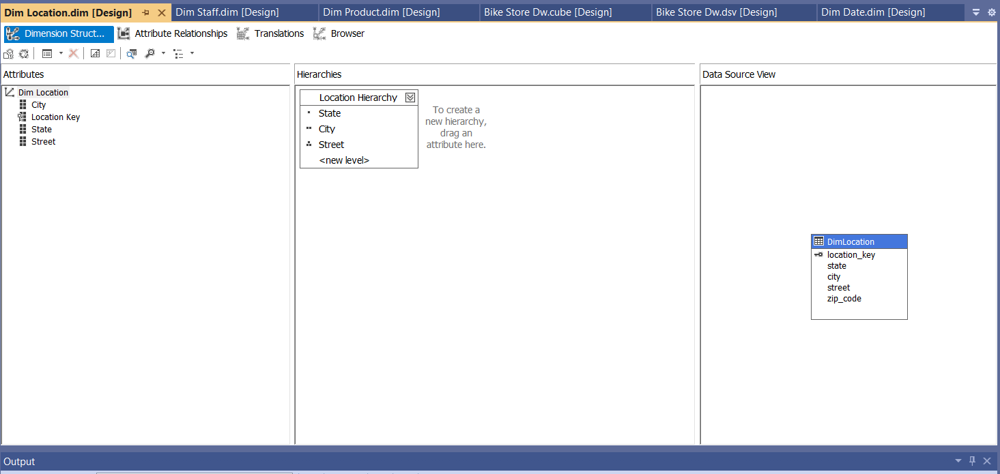 Dim Location.dim [Design] Dim Staff.dim [Design] Dim Product.dim [Design] Bike Store Dw.cube [Design] Bike Store Dw.dsv [Design] Dim Date.dim [Design]
Dimension Struct... Attribute Relationships Translations Browser
Attributes
Dim Location
City
Location Key
State
Street
Hierarchies
Location Hierarchy
State
City
Street
<new level>
To create a
new hierarchy,
drag an
attribute here.
Data Source View
DimLocation
location_key
state
city
street
zip_code
Output